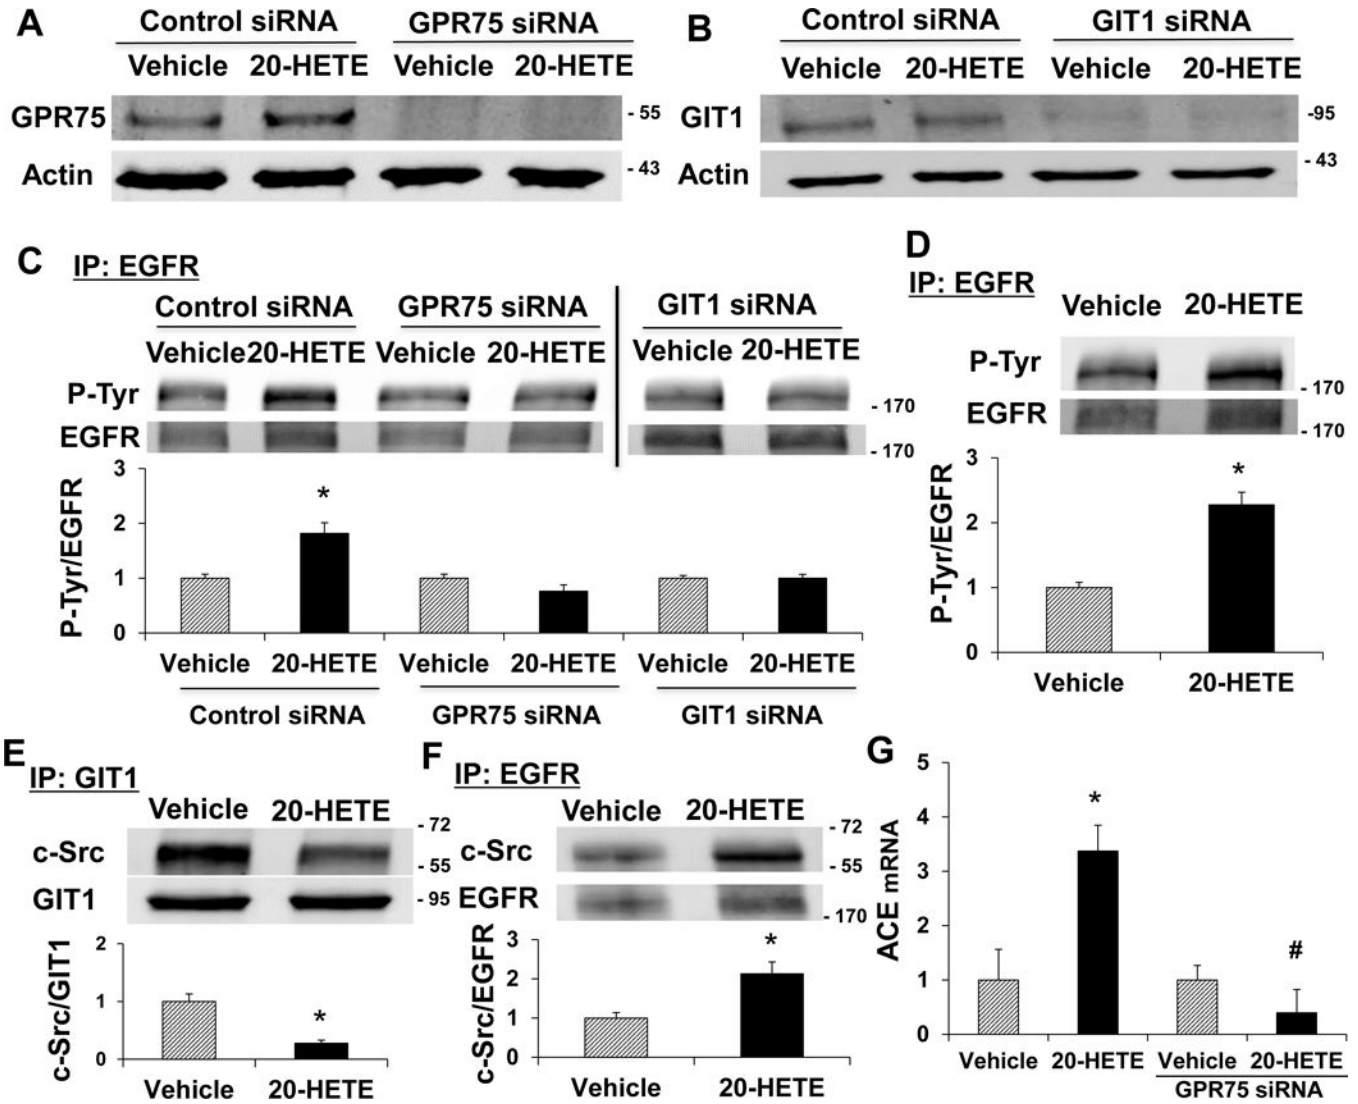 A
Control siRNA GPR75 siRNA
Vehicle 20-HETE Vehicle 20-HETE
GPR75
- 55
Actin
- 43
B
Control siRNA GIT1 siRNA
Vehicle 20-HETE Vehicle 20-HETE
GIT1
-95
Actin
- 43
C
IP: EGFR
Control siRNA GPR75 siRNA GIT1 siRNA
Vehicle 20-HETE Vehicle 20-HETE Vehicle 20-HETE
P-Tyr
- 170
EGFR
- 170
P-Tyr/EGFR
3
2
1
0
*
Vehicle 20-HETE Vehicle 20-HETE Vehicle 20-HETE
Control siRNA GPR75 siRNA GIT1 siRNA
D
IP: EGFR
Vehicle 20-HETE
P-Tyr
- 170
EGFR
- 170
P-Tyr/EGFR
3
2
1
0
*
Vehicle 20-HETE
E
IP: GIT1
Vehicle 20-HETE
- 72
c-Src
- 55
GIT1
- 95
c-Src/GIT1
2
1
0
*
Vehicle 20-HETE
F
IP: EGFR
Vehicle 20-HETE
- 72
c-Src
- 55
EGFR
- 170
c-Src/EGFR
3
2
1
0
*
Vehicle 20-HETE
G
ACE mRNA
5
4
3
2
1
0
*
#
Vehicle 20-HETE Vehicle 20-HETE
GPR75 siRNA